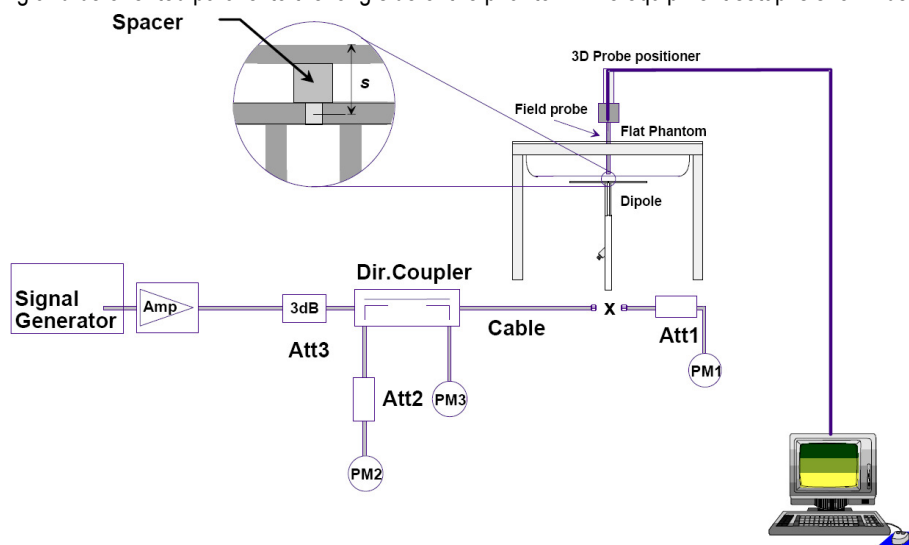 Spacer
s
3D Probe positioner
Field probe
Flat Phantom
Dipole
Dir.Coupler
Signal
Generator
Amp
3dB
X
Cable
Att3
Att1
PM1
Att2
PM3
PM2